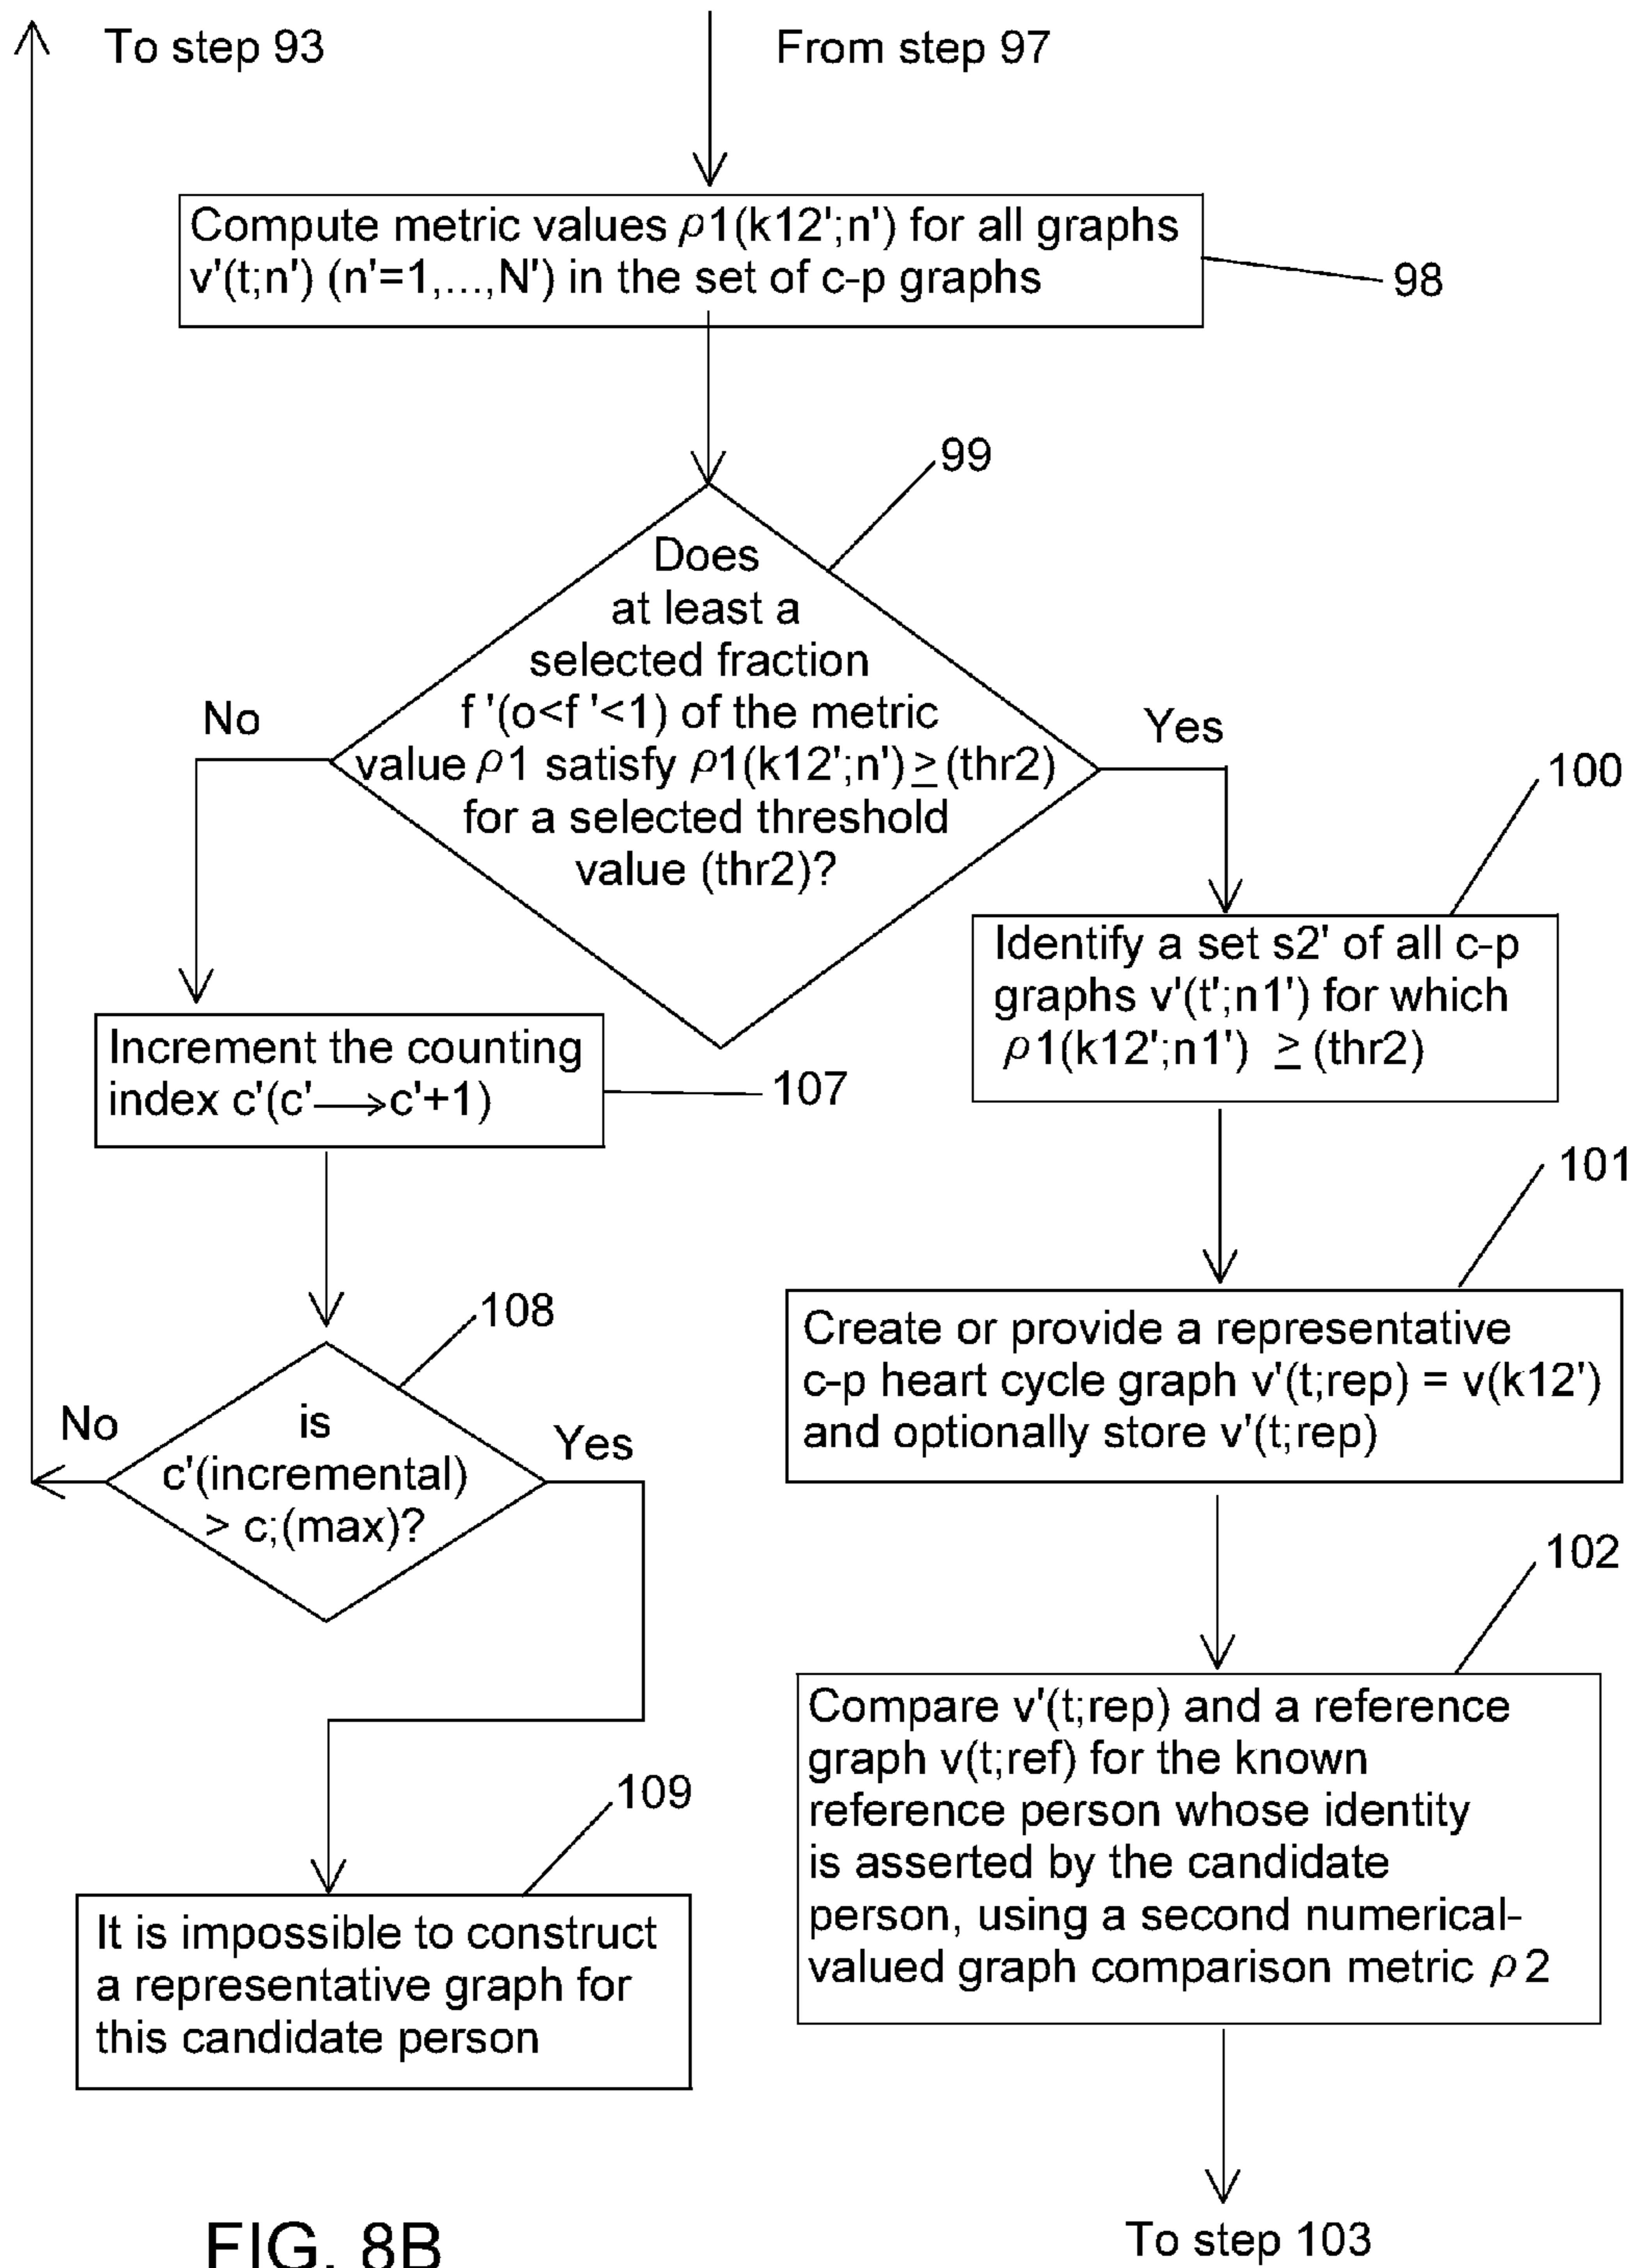 To step 93
From step 97
Compute metric values ρ1(k12';n') for all graphs
v'(t;n') (n'=1,...,N') in the set of c-p graphs
98
99
Does
at least a
selected fraction
f '(o<f '<1) of the metric
value ρ1 satisfy ρ1(k12';n') ≥ (thr2)
for a selected threshold
value (thr2)?
No
Yes
100
Identify a set s2' of all c-p
graphs v'(t';n1') for which
ρ1(k12';n1') ≥ (thr2)
Increment the counting
index c'(c'⟶c'+1)
107
101
Create or provide a representative
c-p heart cycle graph v'(t;rep) = v(k12')
and optionally store v'(t;rep)
108
No
is
c'(incremental)
> c;(max)?
Yes
102
Compare v'(t;rep) and a reference
graph v(t;ref) for the known
reference person whose identity
is asserted by the candidate
person, using a second numerical-
valued graph comparison metric ρ2
109
It is impossible to construct
a representative graph for
this candidate person
To step 103
FIG. 8B